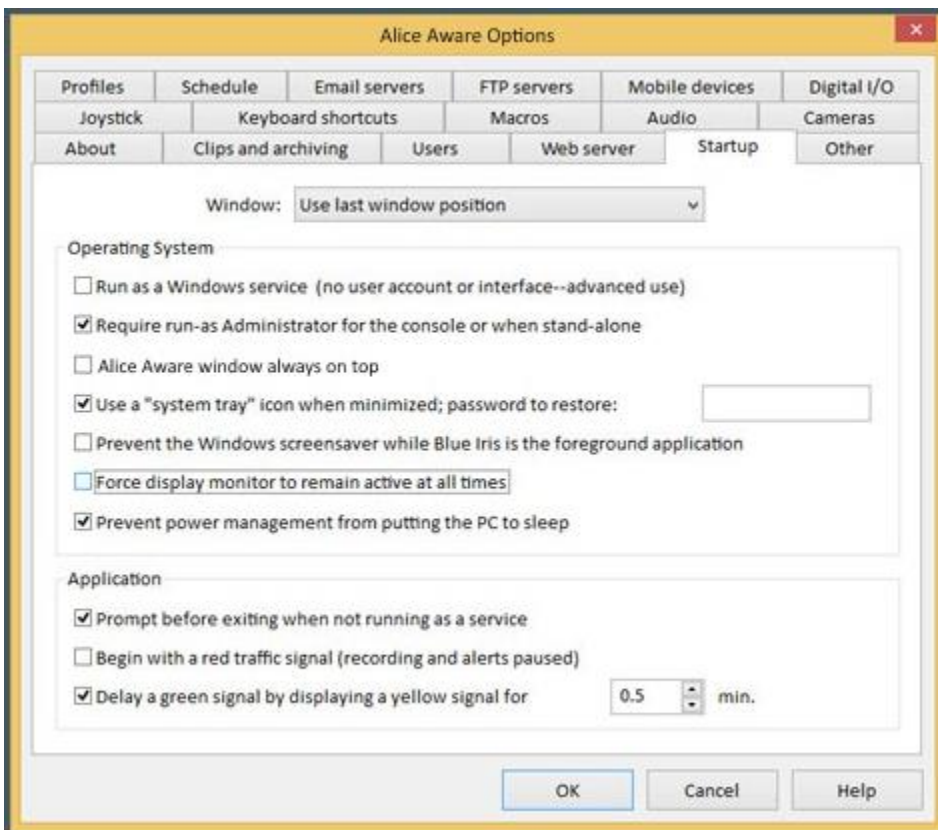 Alice Aware Options
Profiles Schedule Email servers FTP servers Mobile devices Digital I/O
Joystick Keyboard shortcuts Macros Audio Cameras
About Clips and archiving Users Web server Startup Other
Window: Use last window position
Operating System
Run as a Windows service (no user account or interface--advanced use)
Require run-as Administrator for the console or when stand-alone
Alice Aware window always on top
Use a "system tray" icon when minimized; password to restore:
Prevent the Windows screensaver while Blue Iris is the foreground application
Force display monitor to remain active at all times
Prevent power management from putting the PC to sleep
Application
Prompt before exiting when not running as a service
Begin with a red traffic signal (recording and alerts paused)
Delay a green signal by displaying a yellow signal for 0.5 min.
OK Cancel Help